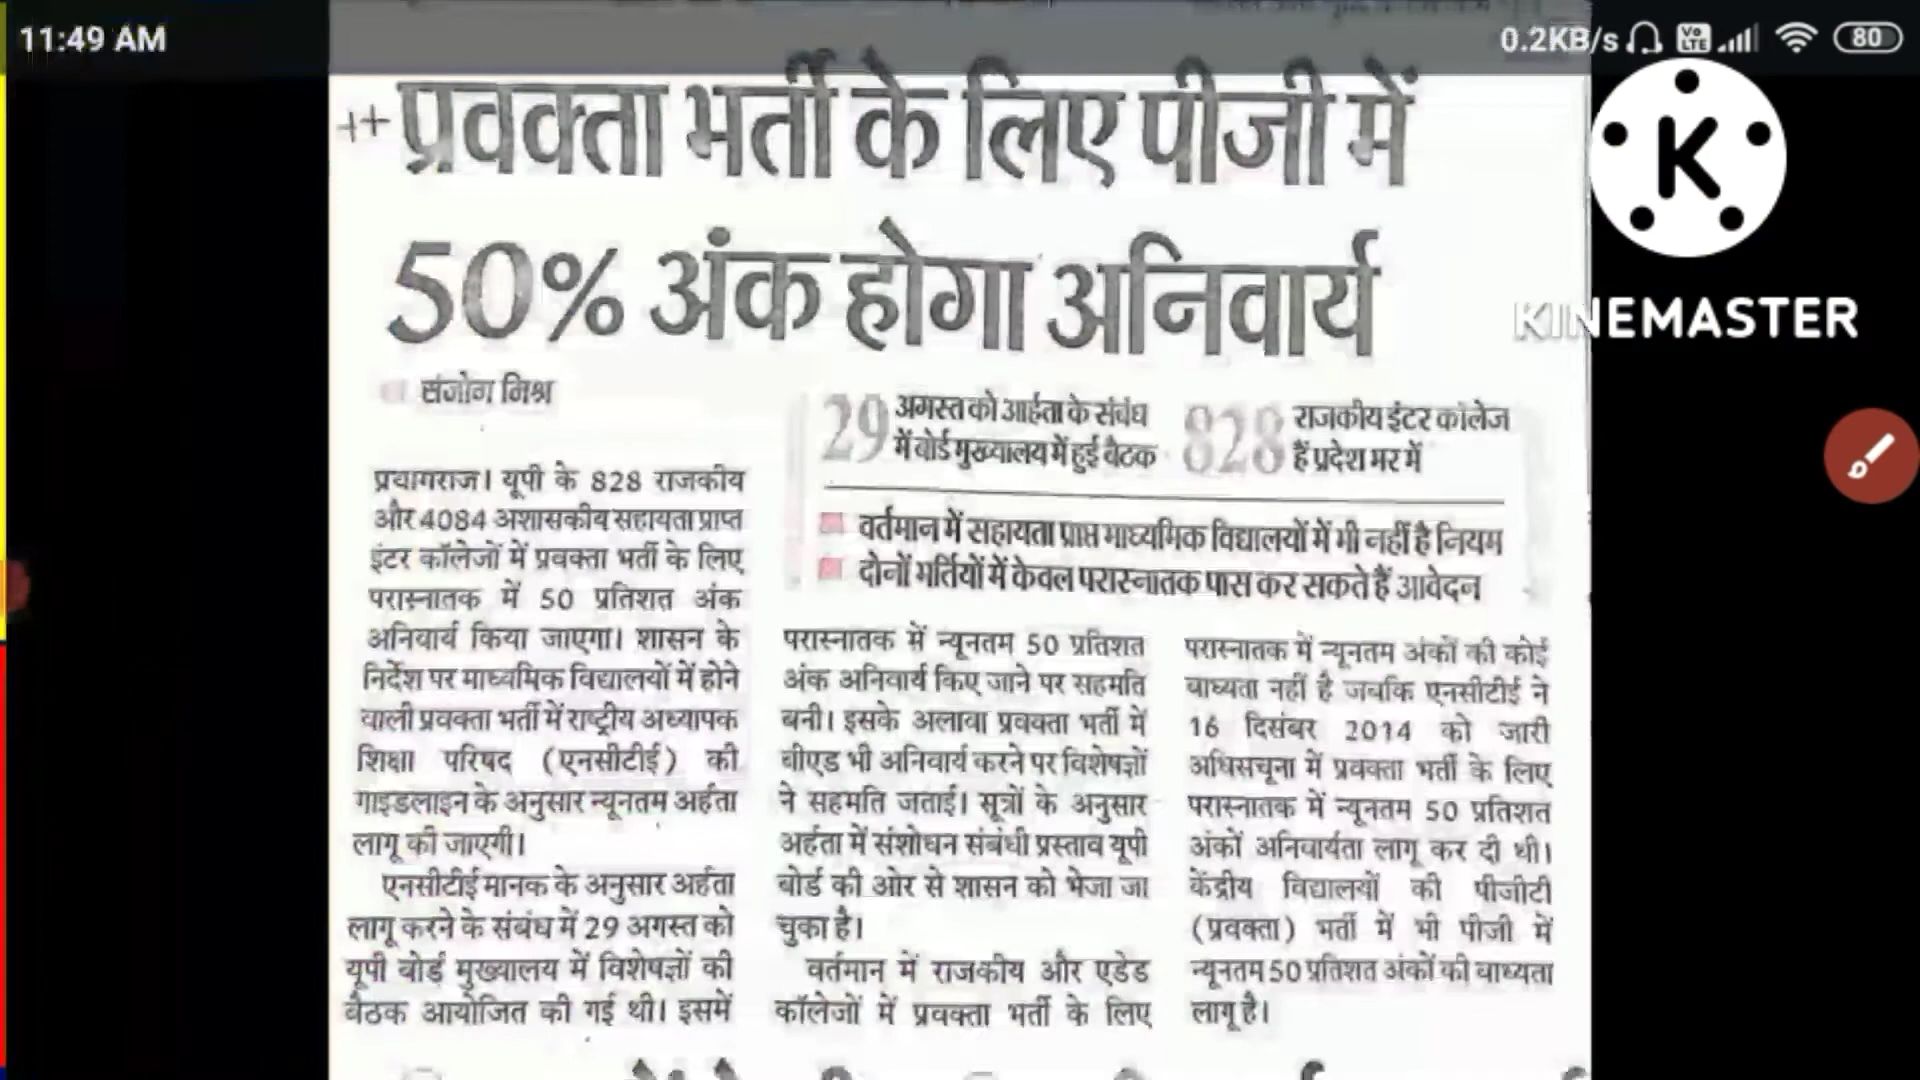 11:49 AM
0.2KB/s
Vo LTE
80
++ प्रवक्ता भर्ती के लिए पीजी में
50% अंक होगा अनिवार्य
K
KINEMASTER
संजोग मिश्र
प्रयागराज। यूपी के 828 राजकीय
और 4084 अशासकीय सहायता प्राप्त
इंटर कॉलेजों में प्रवक्ता भर्ती के लिए
परास्नातक में 50 प्रतिशत अंक
अनिवार्य किया जाएगा। शासन के
निर्देश पर माध्यमिक विद्यालयों में होने
वाली प्रवक्ता भर्ती में राष्ट्रीय अध्यापक
शिक्षा परिषद (एनसीटीई) की
गाइडलाइन के अनुसार न्यूनतम अर्हता
लागू की जाएगी।
एनसीटीई मानक के अनुसार अर्हता
लागू करने के संबंध में 29 अगस्त को
यूपी बोर्ड मुख्यालय में विशेषज्ञों की
बैठक आयोजित की गई थी। इसमें
29 अगस्त को आर्हता के संबंध
में बोर्ड मुख्यालय में हुई बैठक
828 राजकीय इंटर कॉलेज
हैं प्रदेश भर में
वर्तमान में सहायता प्राप्त माध्यमिक विद्यालयों में भी नहीं है नियम
दोनों भर्तियों में केवल परास्नातक पास कर सकते हैं आवेदन
परास्नातक में न्यूनतम 50 प्रतिशत
अंक अनिवार्य किए जाने पर सहमति
बनी। इसके अलावा प्रवक्ता भर्ती में
बीएड भी अनिवार्य करने पर विशेषज्ञों
ने सहमति जताई। सूत्रों के अनुसार
अर्हता में संशोधन संबंधी प्रस्ताव यूपी
बोर्ड की ओर से शासन को भेजा जा
चुका है।
वर्तमान में राजकीय और एडेड
कॉलेजों में प्रवक्ता भर्ती के लिए
परास्नातक में न्यूनतम अंकों की कोई
बाध्यता नहीं है जबकि एनसीटीई ने
16 दिसंबर 2014 को जारी
अधिसूचना में प्रवक्ता भर्ती के लिए
परास्नातक में न्यूनतम 50 प्रतिशत
अंकों अनिवार्यता लागू कर दी थी।
केंद्रीय विद्यालयों की पीजीटी
(प्रवक्ता) भर्ती में भी पीजी में
न्यूनतम 50 प्रतिशत अंकों की बाध्यता
लागू है।